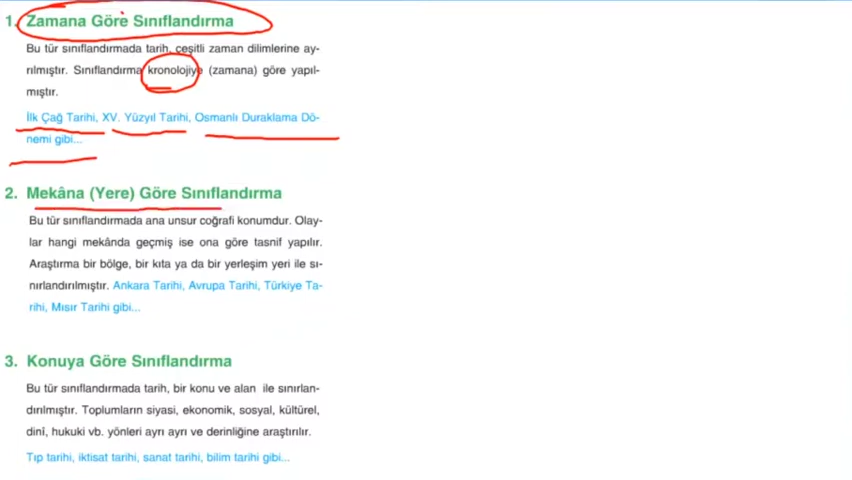 1. Zamana Göre Sınıflandırma
Bu tür sınıflandırmada tarih, çeşitli zaman dilimlerine ay-
rılmıştır. Sınıflandırma kronolojiye (zamana) göre yapıl-
mıştır.
İlk Çağ Tarihi, XV. Yüzyıl Tarihi, Osmanlı Duraklama Dö-
nemi gibi...
2. Mekâna (Yere) Göre Sınıflandırma
Bu tür sınıflandırmada ana unsur coğrafi konumdur. Olay-
lar hangi mekânda geçmiş ise ona göre tasnif yapılır.
Araştırma bir bölge, bir kıta ya da bir yerleşim yeri ile sı-
nırlandırılmıştır. Ankara Tarihi, Avrupa Tarihi, Türkiye Ta-
rihi, Mısır Tarihi gibi...
3. Konuya Göre Sınıflandırma
Bu tür sınıflandırmada tarih, bir konu ve alan ile sınırlan-
dırılmıştır. Toplumların siyasi, ekonomik, sosyal, kültürel,
dinî, hukuki vb. yönleri ayrı ayrı ve derinliğine araştırılır.
Tıp tarihi, iktisat tarihi, sanat tarihi, bilim tarihi gibi...